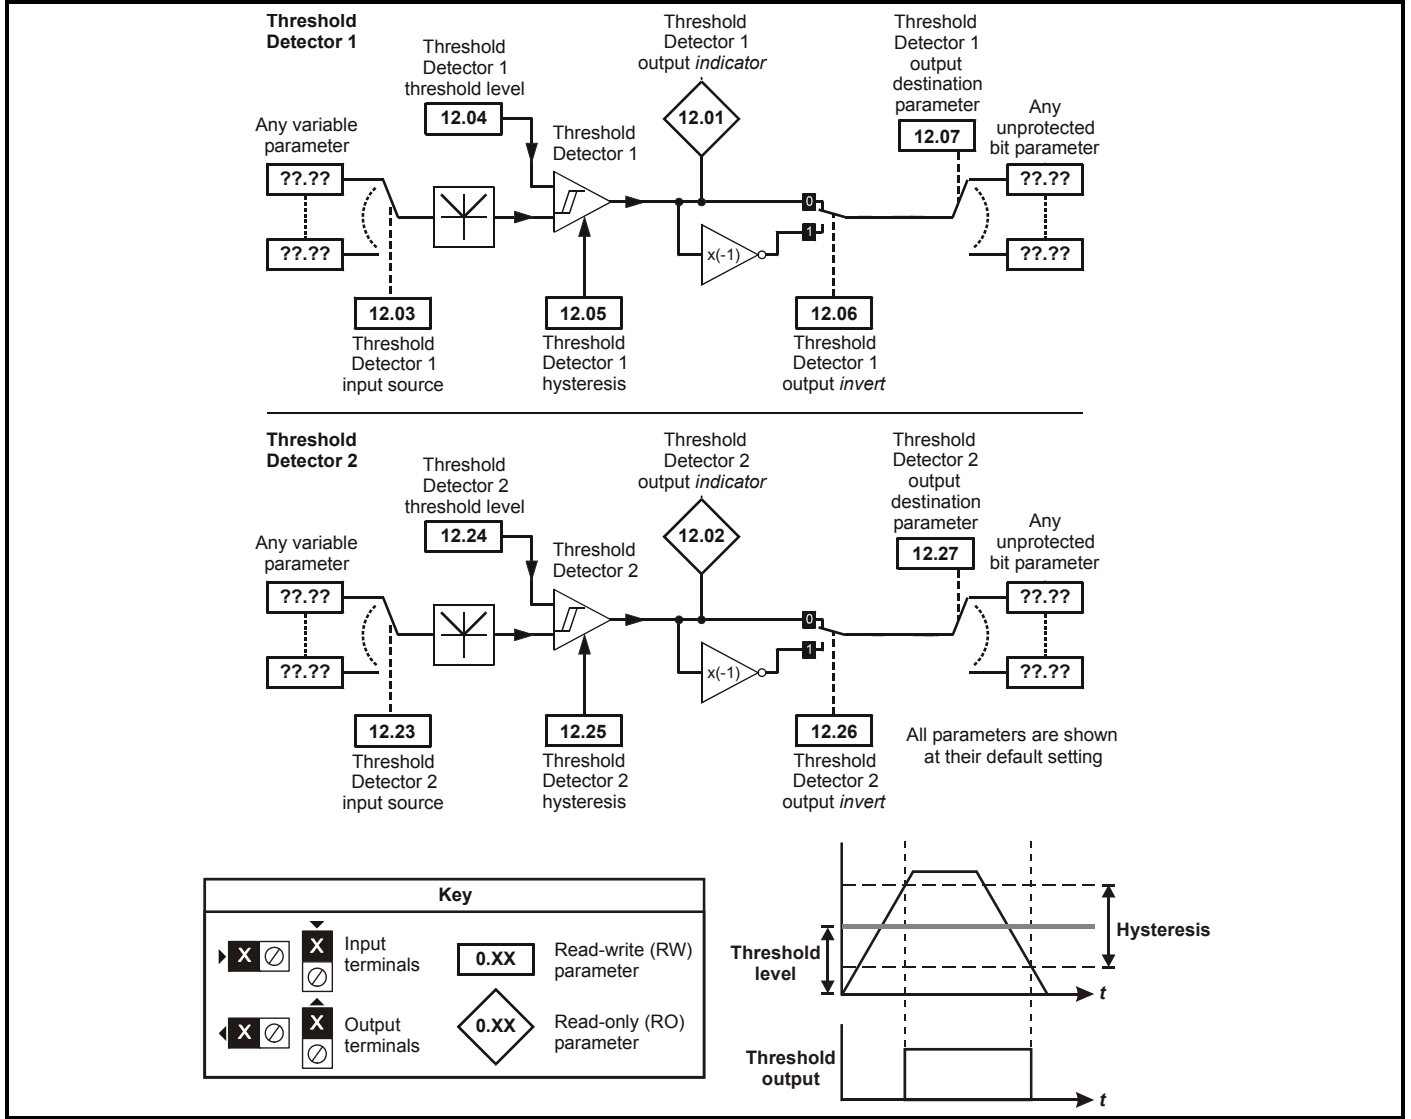 Threshold
Detector 1
Threshold
Detector 1
threshold level
12.04
Threshold
Detector 1
output indicator
12.01
Threshold
Detector 1
output
destination
parameter
12.07
Any variable
parameter
??.??
??.??
Threshold
Detector 1
Any
unprotected
bit parameter
??.??
??.??
0
1
x(-1)
12.03
Threshold
Detector 1
input source
12.05
Threshold
Detector 1
hysteresis
12.06
Threshold
Detector 1
output invert
Threshold
Detector 2
Threshold
Detector 2
threshold level
12.24
Threshold
Detector 2
output indicator
12.02
Threshold
Detector 2
output
destination
parameter
12.27
Any variable
parameter
??.??
??.??
Threshold
Detector 2
Any
unprotected
bit parameter
??.??
??.??
0
1
x(-1)
12.23
Threshold
Detector 2
input source
12.25
Threshold
Detector 2
hysteresis
12.26
Threshold
Detector 2
output invert
All parameters are shown
at their default setting
Key
X
X
Input
terminals
0.XX
Read-write (RW)
parameter
X
X
Output
terminals
0.XX
Read-only (RO)
parameter
Threshold
level
Hysteresis
t
Threshold
output
t